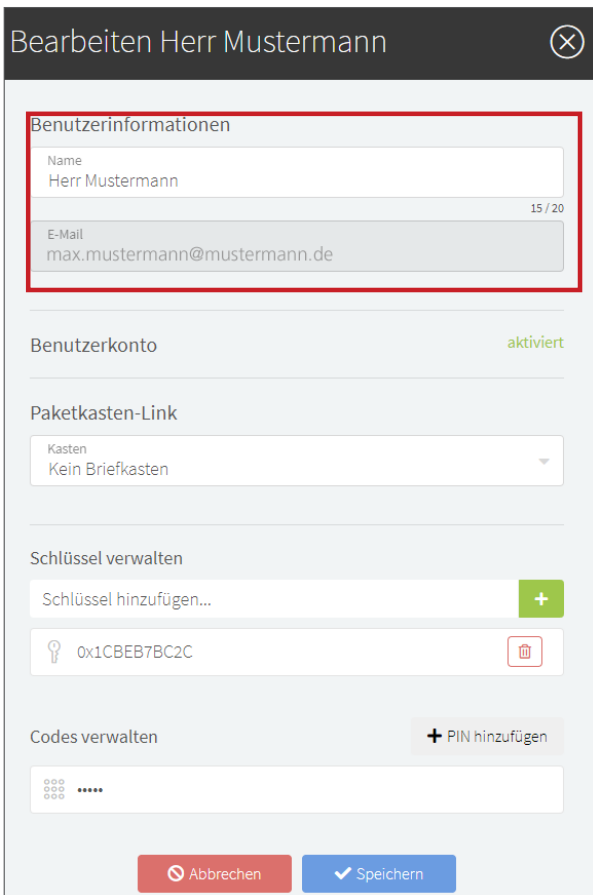 Bearbeiten Herr Mustermann
Benutzerinformationen
Name
Herr Mustermann
15 / 20
E-Mail
max.mustermann@mustermann.de
Benutzerkonto
aktiviert
Paketkasten-Link
Kasten
Kein Briefkasten
Schlüssel verwalten
Schlüssel hinzufügen...
+
0x1CBEB7BC2C
Codes verwalten
+ PIN hinzufügen
•••••
Abbrechen
Speichern